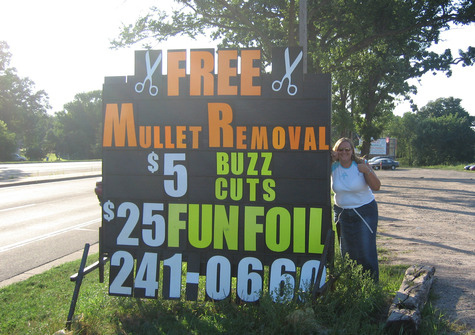 FREE
MULLET REMOVAL
$5 BUZZ
CUTS
$25 FUN FOIL
241-0660